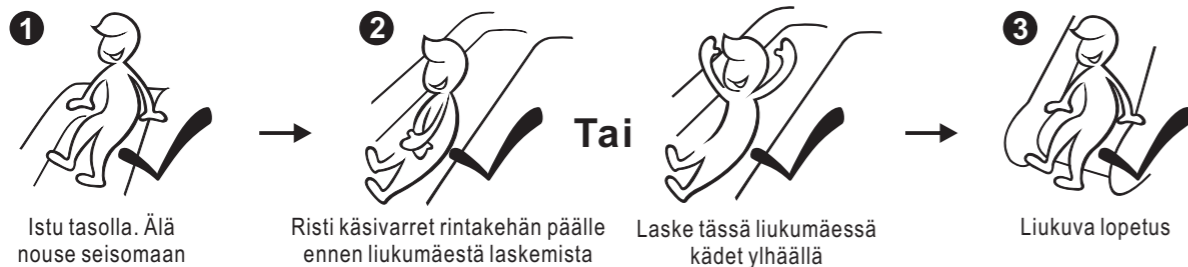 1
2
3
Tai
Istu tasolla. Älä
nouse seisomaan
Risti käsivarret rintakehän päälle
ennen liukumäestä laskemista
Laske tässä liukumäessä
kädet ylhäällä
Liukuva lopetus